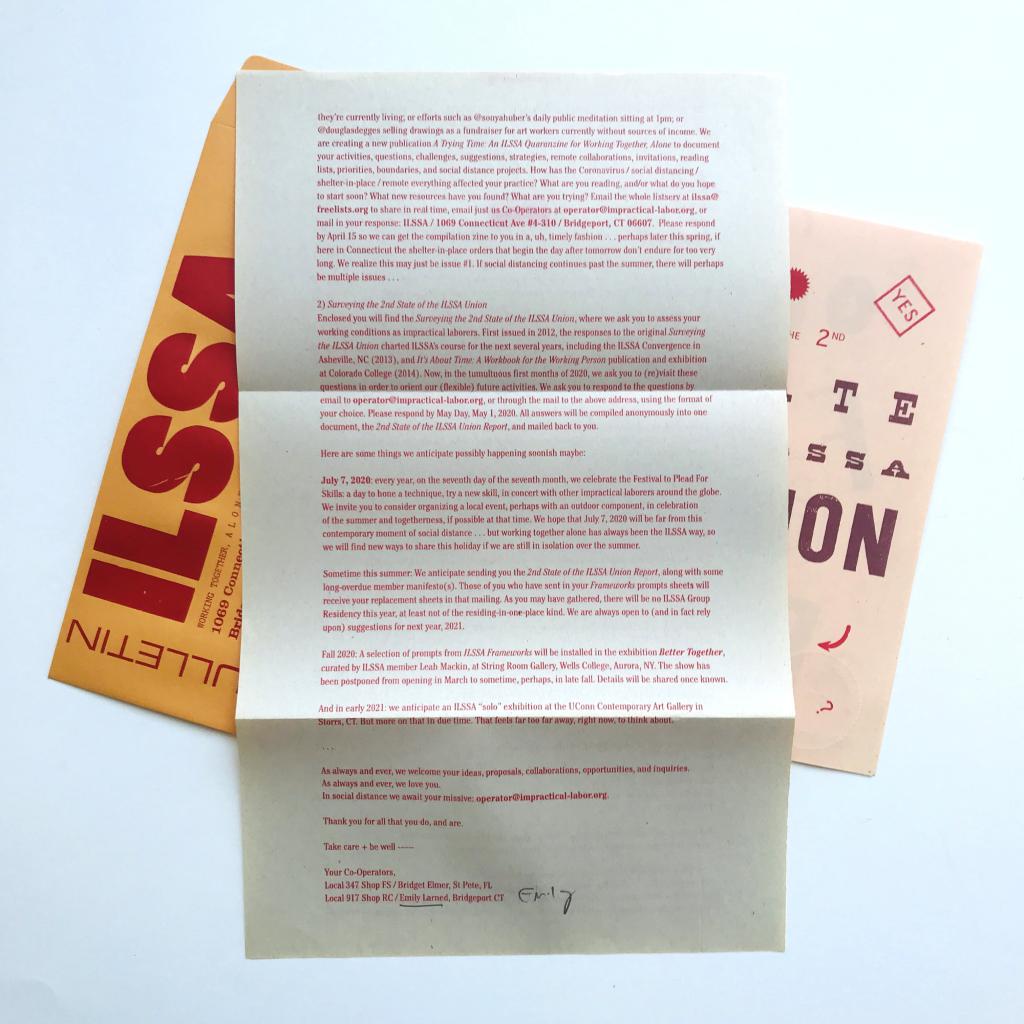 they're currently living; or efforts such as @sonyahuber's daily public meditation sitting at 1pm; or
@douglasdegges selling drawings as a fundraiser for art workers currently without sources of income. We
are creating a new publication A Trying Time: An ILSSA Quaranzine for Working Together, Alone to document
your activities, questions, challenges, suggestions, strategies, remote collaborations, invitations, reading
lists, priorities, boundaries, and social distance projects. How has the Coronavirus / social distancing /
shelter-in-place / remote everything affected your practice? What are you reading, and/or what do you hope
to start soon? What new resources have you found? What are you trying? Email the whole listserv at ilssa@
freelists.org to share in real time, email just us Co-Operators at operator@impractical-labor.org, or
mail in your response: ILSSA / 1069 Connecticut Ave #4-310 / Bridgeport, CT 06607. Please respond
by April 15 so we can get the compilation zine to you in a, uh, timely fashion . . . perhaps later this spring, if
here in Connecticut the shelter-in-place orders that begin the day after tomorrow don't endure for too very
long. We realize this may just be issue #1. If social distancing continues past the summer, there will perhaps
be multiple issues . . .
2) Surveying the 2nd State of the ILSSA Union
Enclosed you will find the Surveying the 2nd State of the ILSSA Union, where we ask you to assess your
working conditions as impractical laborers. First issued in 2012, the responses to the original Surveying
the ILSSA Union charted ILSSA's course for the next several years, including the ILSSA Convergence in
Asheville, NC (2013), and It's About Time: A Workbook for the Working Person publication and exhibition
at Colorado College (2014). Now, in the tumultuous first months of 2020, we ask you to (re)visit these
questions in order to orient our (flexible) future activities. We ask you to respond to the questions by
email to operator@impractical-labor.org, or through the mail to the above address, using the format of
your choice. Please respond by May Day, May 1, 2020. All answers will be compiled anonymously into one
document, the 2nd State of the ILSSA Union Report, and mailed back to you.
Here are some things we anticipate possibly happening soonish maybe:
July 7, 2020: every year, on the seventh day of the seventh month, we celebrate the Festival to Plead For
Skills: a day to hone a technique, try a new skill, in concert with other impractical laborers around the globe.
We invite you to consider organizing a local event, perhaps with an outdoor component, in celebration
of the summer and togetherness, if possible at that time. We hope that July 7, 2020 will be far from this
contemporary moment of social distance . . . but working together alone has always been the ILSSA way, so
we will find new ways to share this holiday if we are still in isolation over the summer.
Sometime this summer: We anticipate sending you the 2nd State of the ILSSA Union Report, along with some
long-overdue member manifesto(s). Those of you who have sent in your Frameworks prompts sheets will
receive your replacement sheets in that mailing. As you may have gathered, there will be no ILSSA Group
Residency this year, at least not of the residing-in-one-place kind. We are always open to (and in fact rely
upon) suggestions for next year, 2021.
Fall 2020: A selection of prompts from ILSSA Frameworks will be installed in the exhibition Better Together,
curated by ILSSA member Leah Mackin, at String Room Gallery, Wells College, Aurora, NY. The show has
been postponed from opening in March to sometime, perhaps, in late fall. Details will be shared once known.
And in early 2021: we anticipate an ILSSA "solo" exhibition at the UConn Contemporary Art Gallery in
Storrs, CT. But more on that in due time. That feels far too far away, right now, to think about.
. . .
As always and ever, we welcome your ideas, proposals, collaborations, opportunities, and inquiries.
As always and ever, we love you.
In social distance we await your missive: operator@impractical-labor.org.
Thank you for all that you do, and are.
Take care + be well -----
Your Co-Operators,
Local 347 Shop FS / Bridget Elmer, St Pete, FL
Local 917 Shop RC / Emily Larned, Bridgeport CT
Emily
ILSSA
WORKING TOGETHER, ALON
1069 Connec
Brid
ULLETIN
YES
HE 2ND
TE
SSA
ION
?